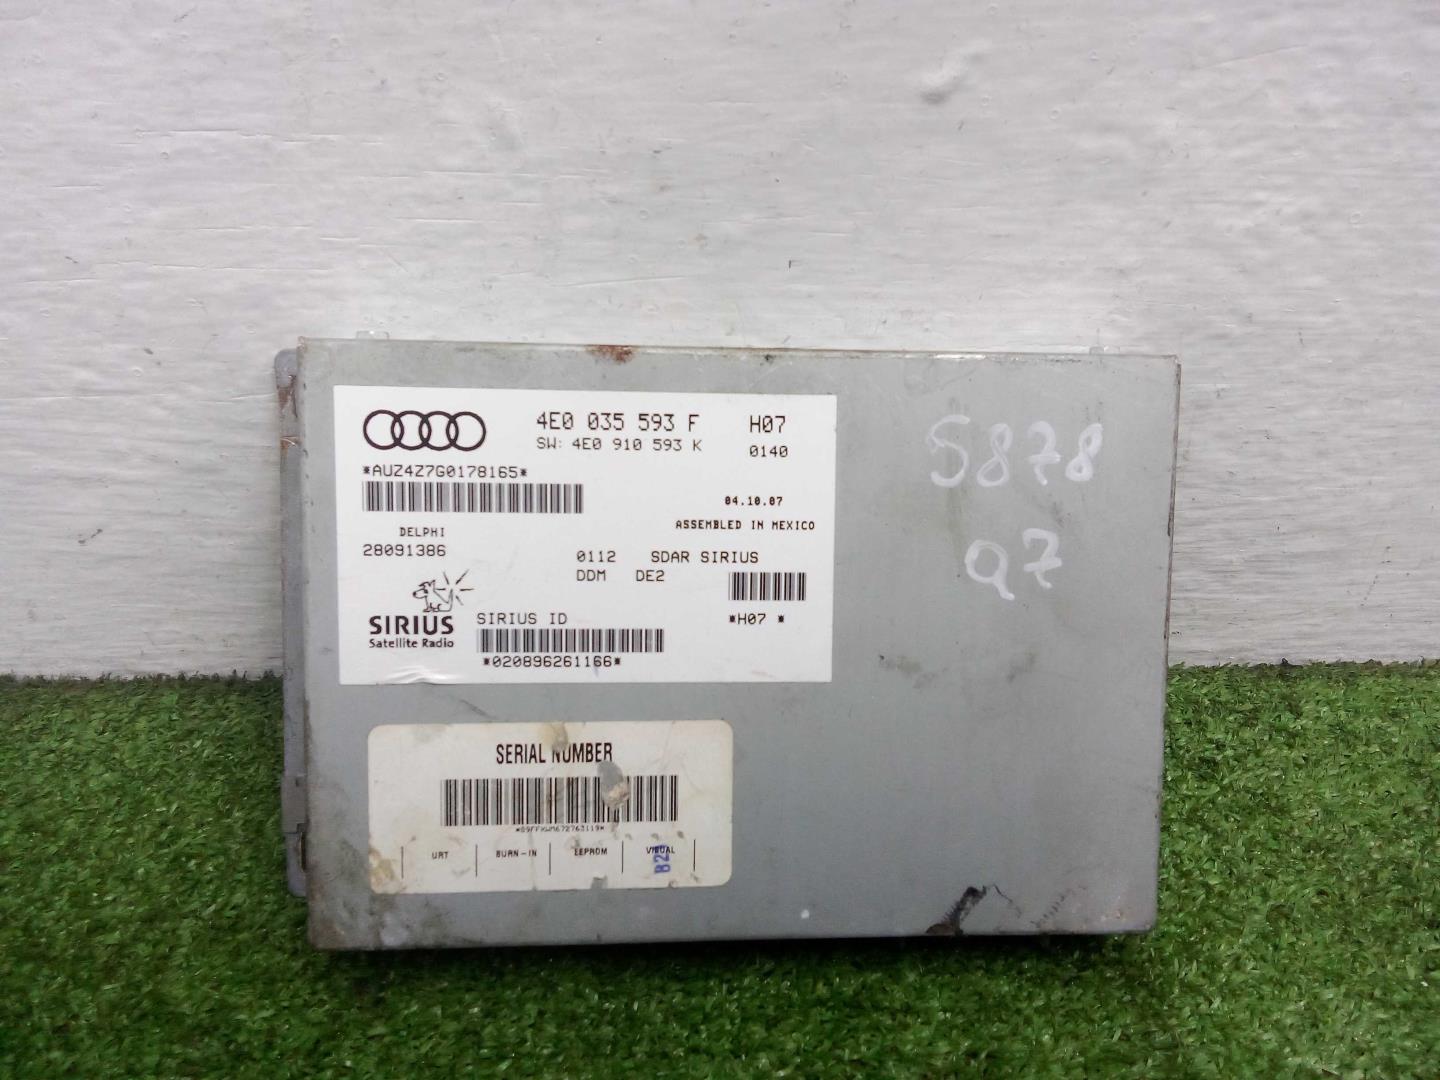 4E0 035 593 F H07
SW: 4E0 910 593 K 0140
*AUZ4Z7G0178165*
04.10.07
ASSEMBLED IN MEXICO
DELPHI
28091386
0112 SDAR SIRIUS
DDM DE2
SIRIUS
Satellite Radio
SIRIUS ID
*H07 *
*020896261166*
S878
Q7
SERIAL NUMBER
URT BURN-IN EEPROM VISUAL